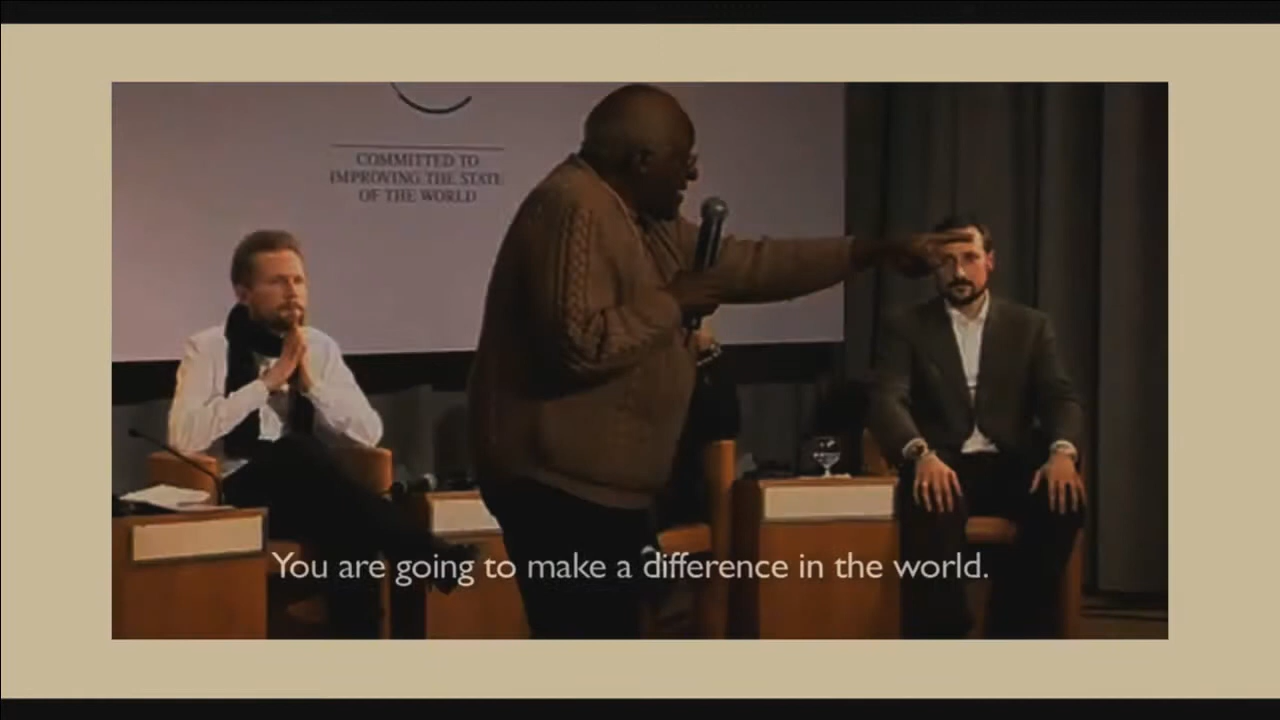 COMMITTED TO
IMPROVING THE STATE
OF THE WORLD
You are going to make a difference in the world.